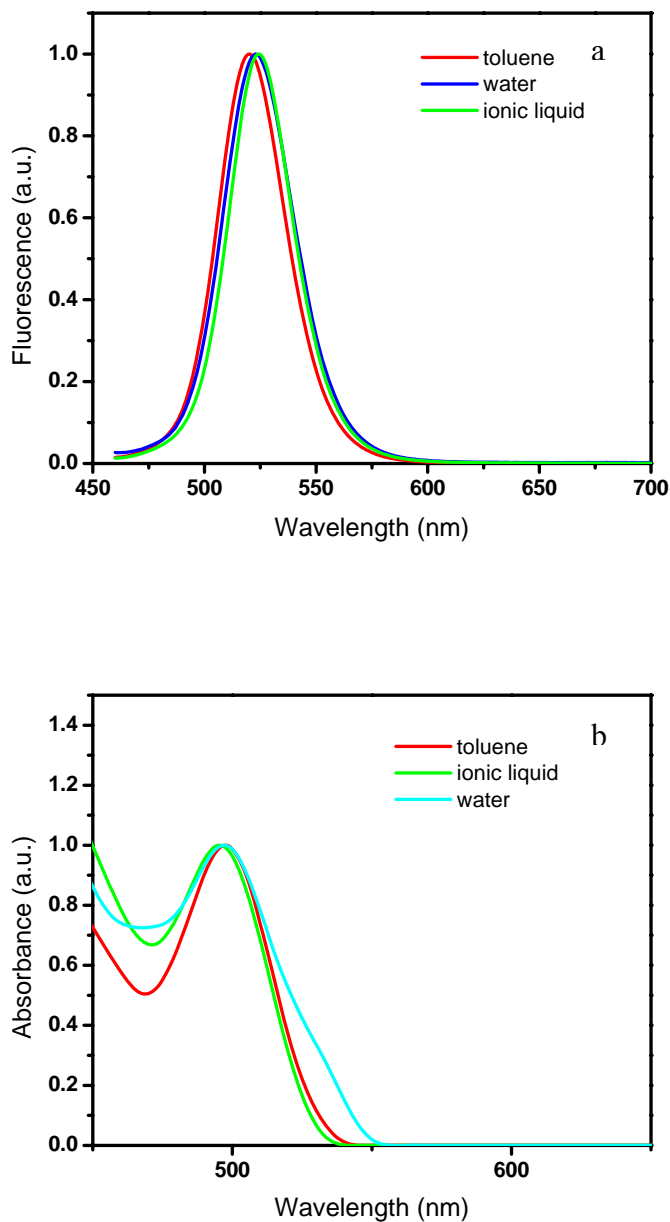 a
toluene
water
ionic liquid
Fluorescence (a.u.)
1.0
0.8
0.6
0.4
0.2
0.0
450 500 550 600 650 700
Wavelength (nm)
b
toluene
ionic liquid
water
Absorbance (a.u.)
1.4
1.2
1.0
0.8
0.6
0.4
0.2
0.0
500 600
Wavelength (nm)